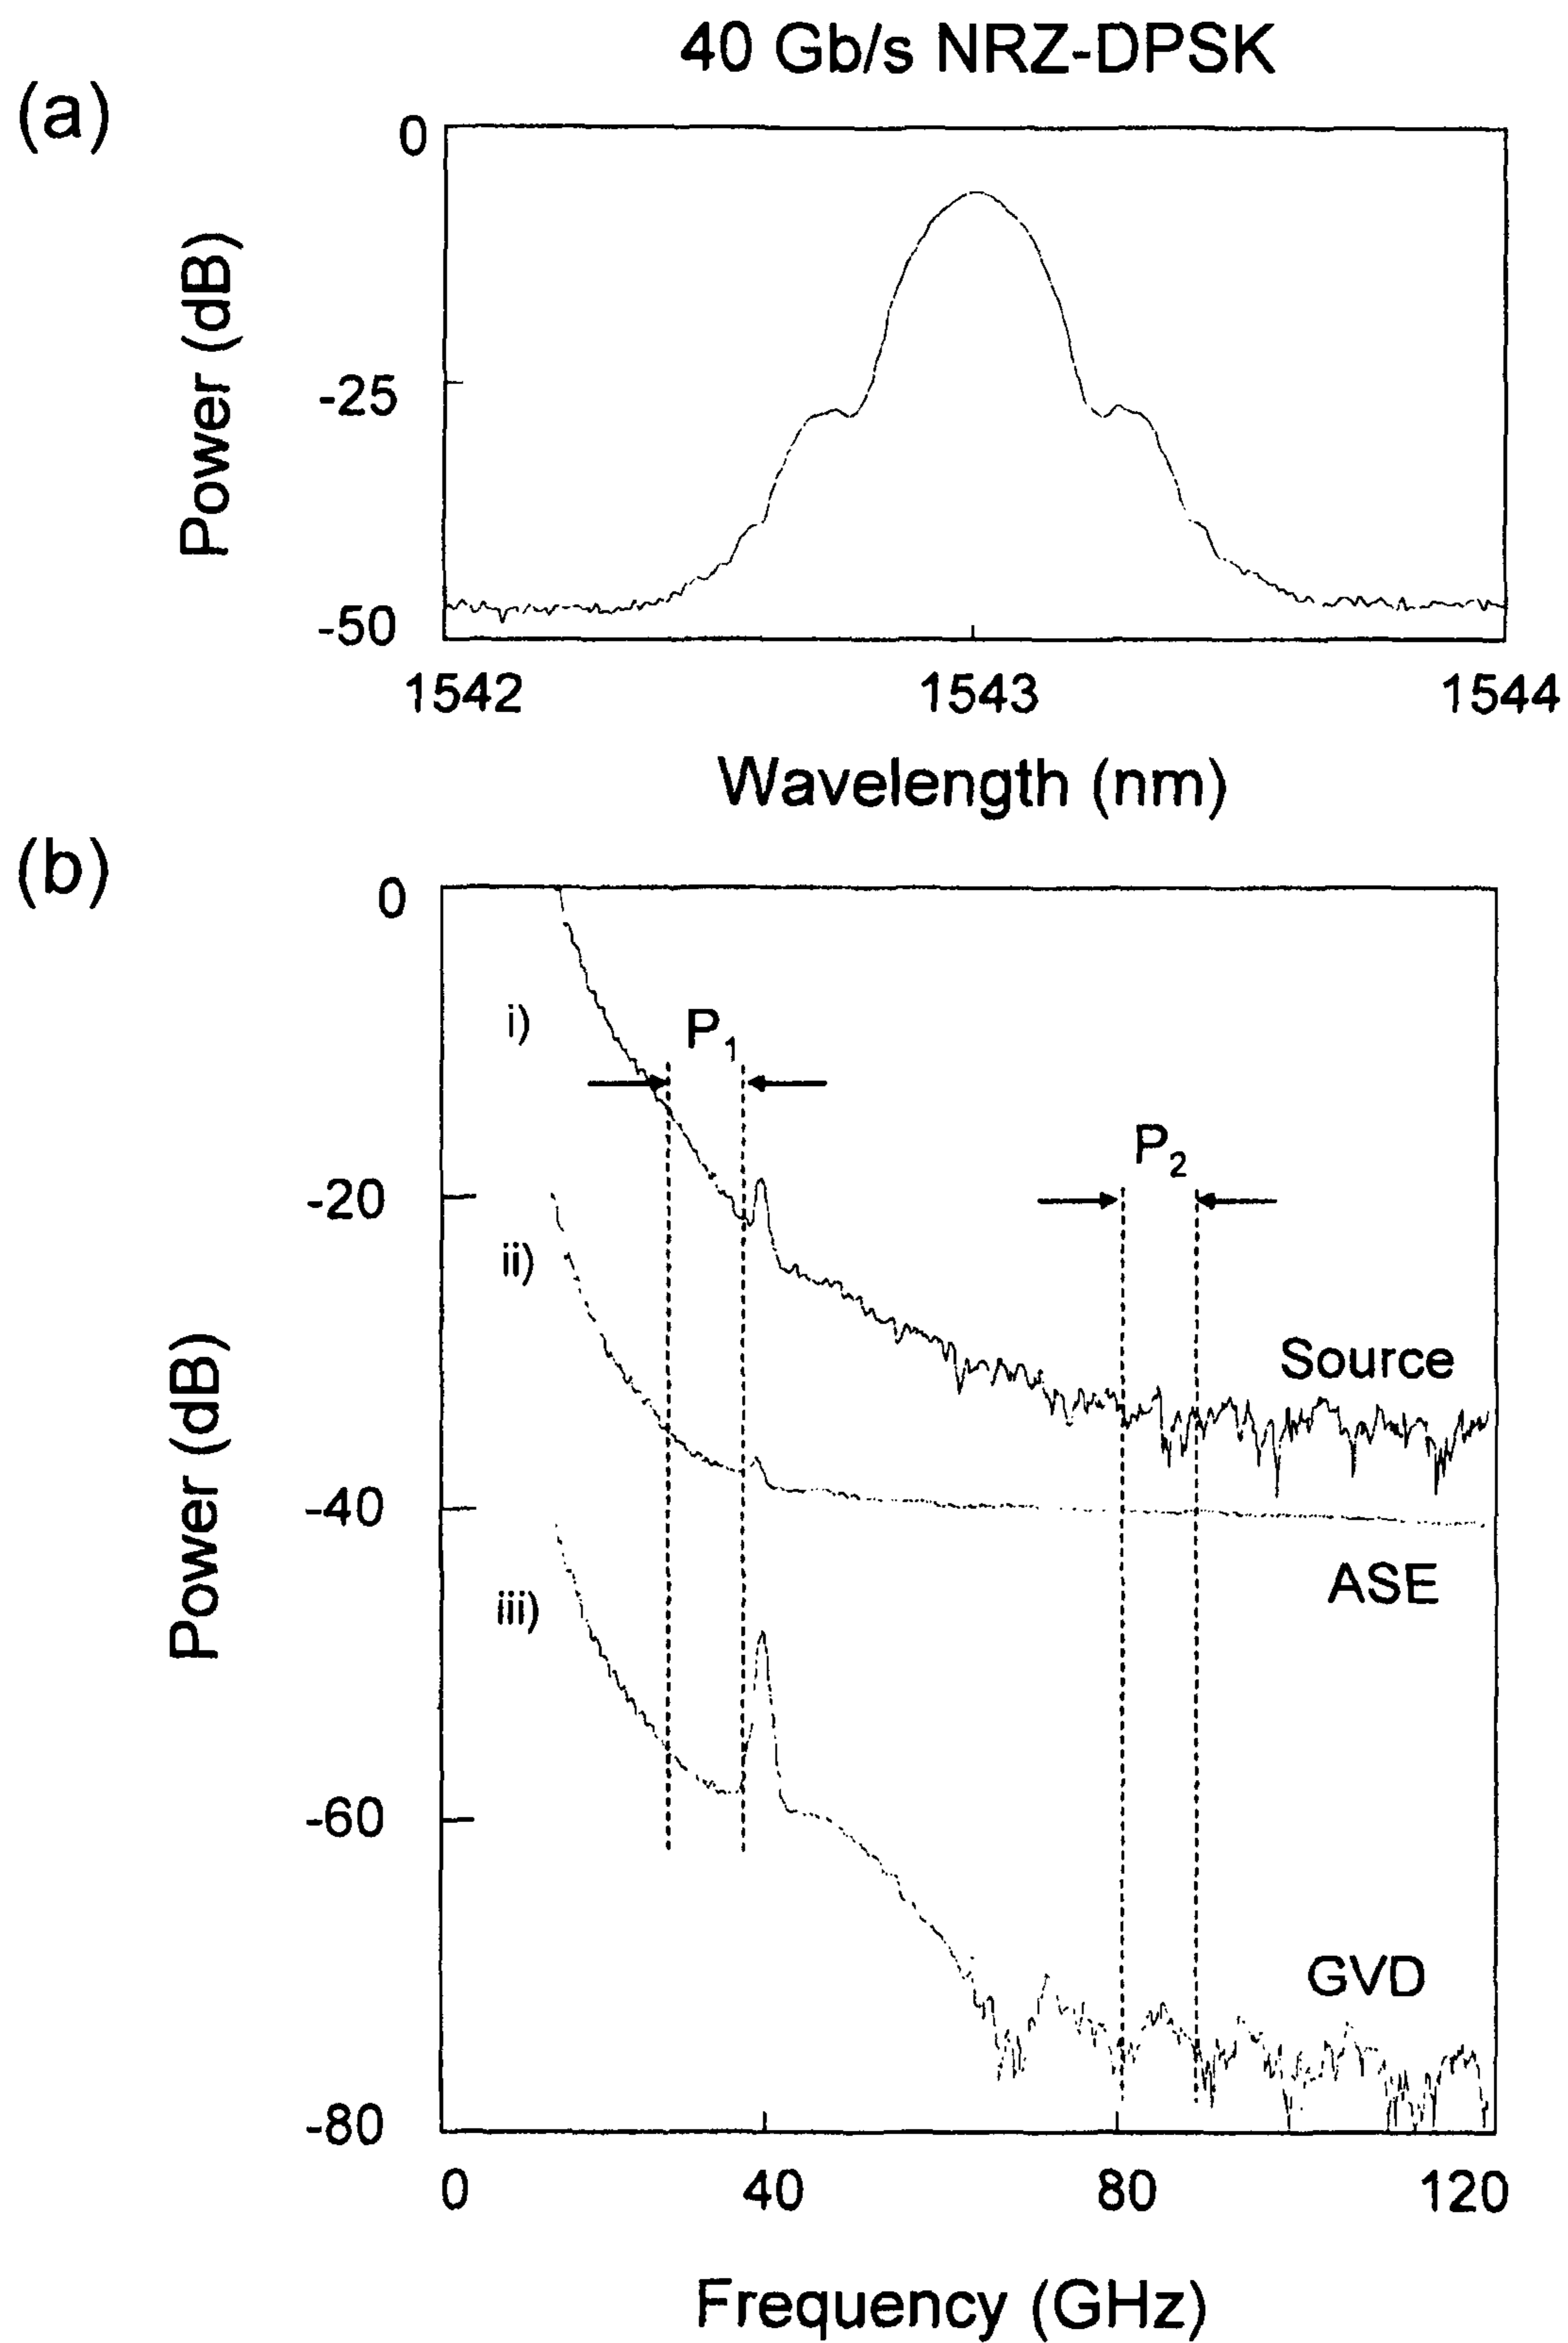 40 Gb/s NRZ-DPSK
(a)
0
-25
-50
Power (dB)
1542 1543 1544
Wavelength (nm)
(b)
0
-20
-40
-60
-80
Power (dB)
i)
P1
P2
ii)
Source
ASE
iii)
GVD
0 40 80 120
Frequency (GHz)